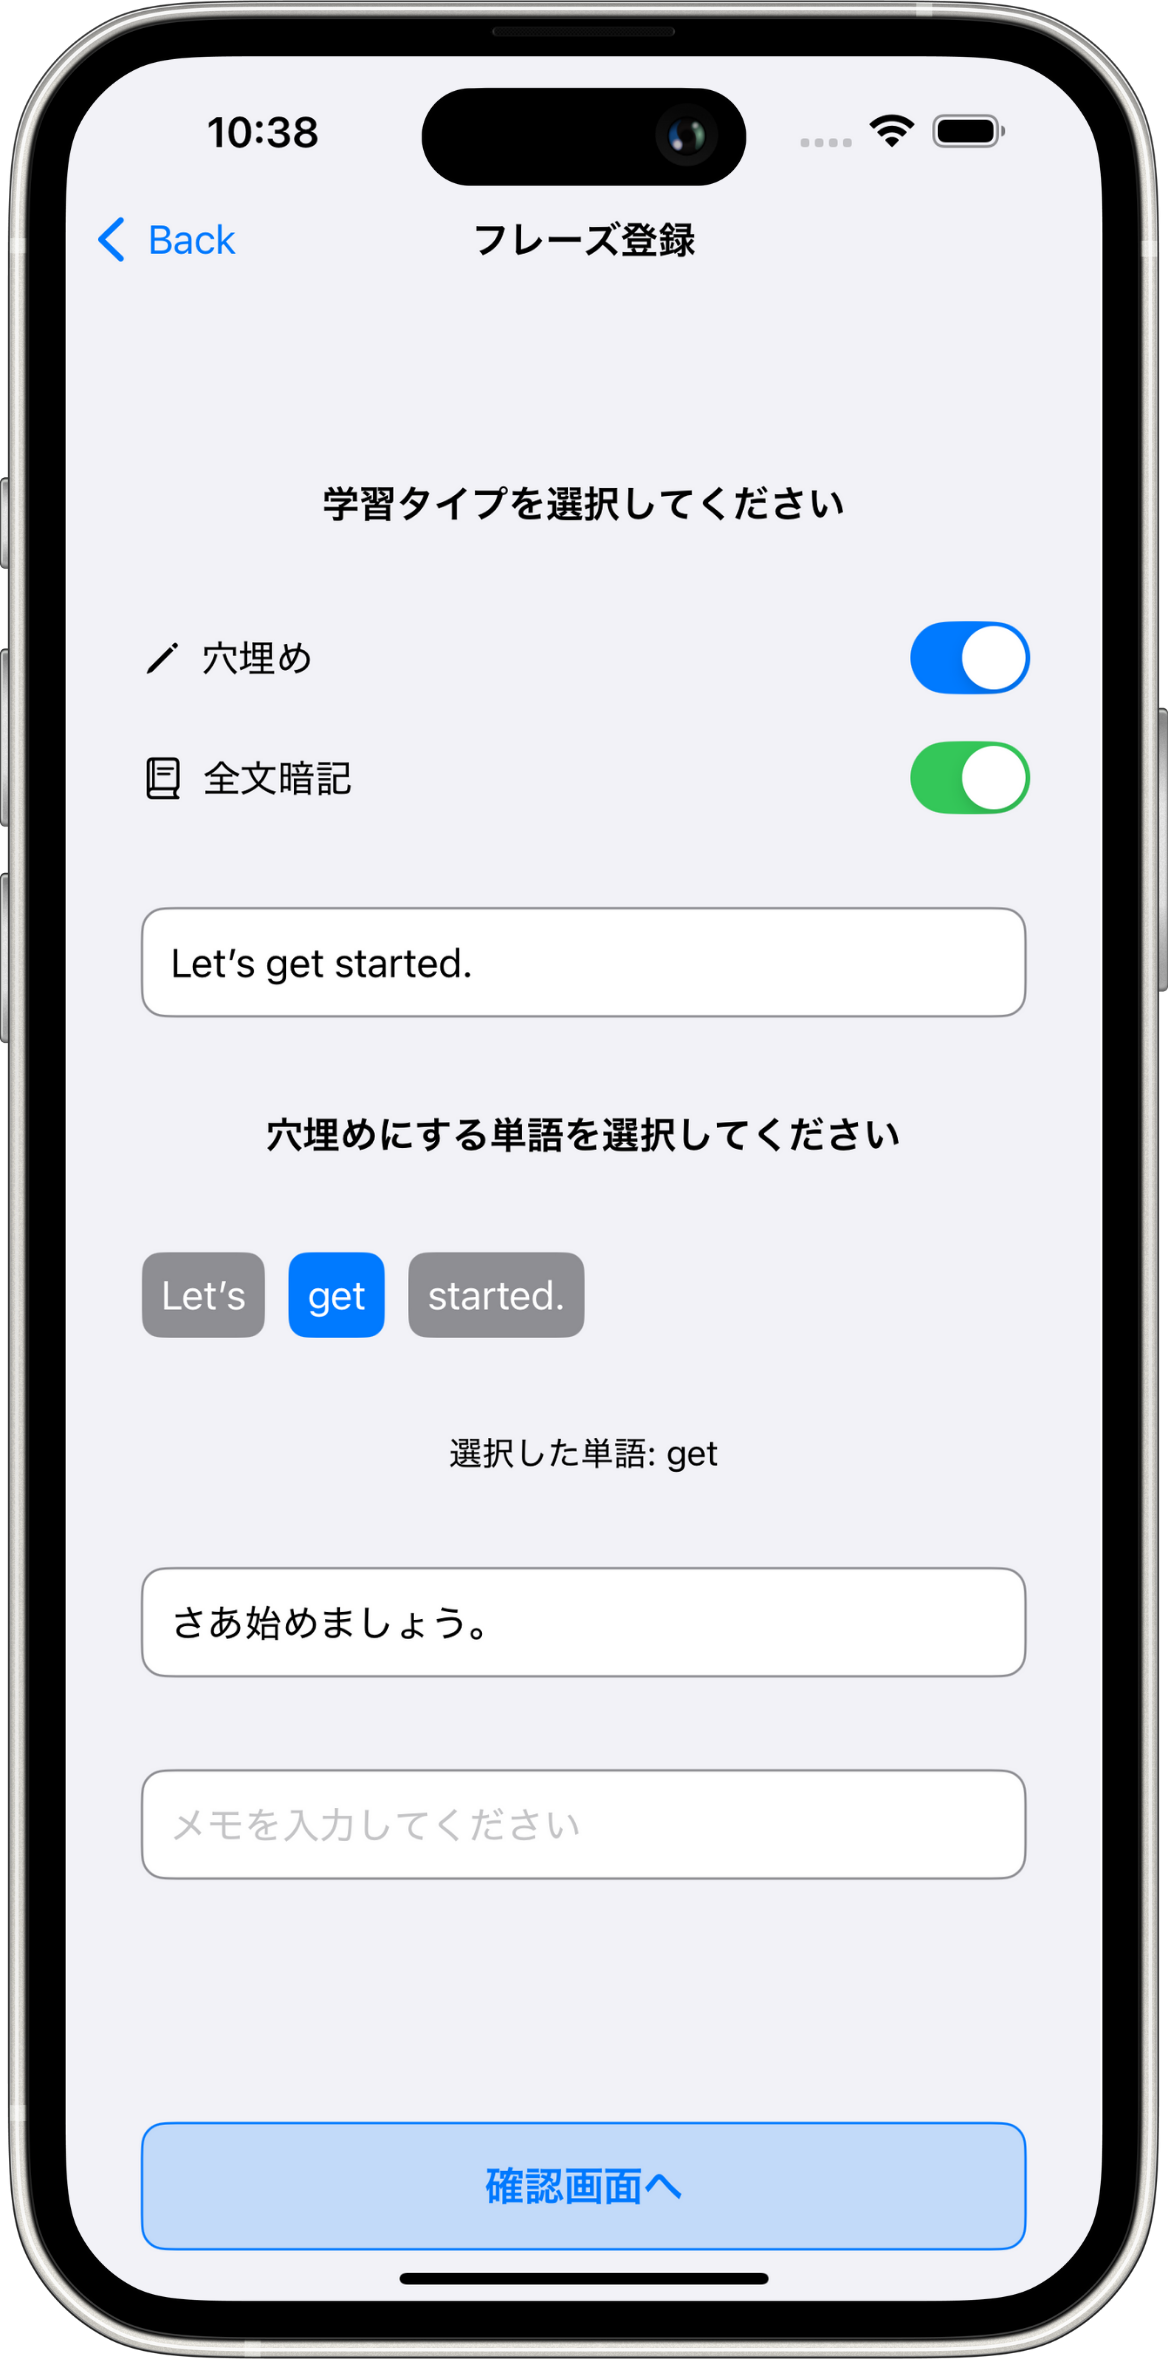 10:38
Back
フレーズ登録
学習タイプを選択してください
穴埋め
全文暗記
Let’s get started.
穴埋めにする単語を選択してください
Let’s get started.
選択した単語: get
さあ始めましょう。
メモを入力してください
確認画面へ